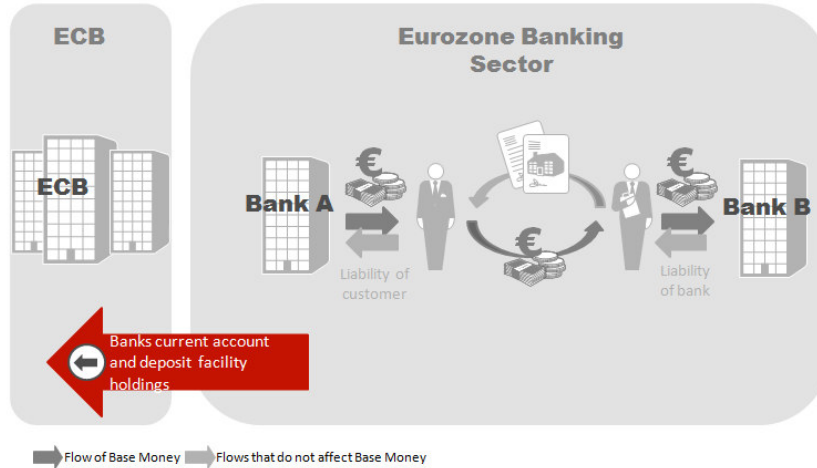 ECB
Eurozone Banking
Sector
ECB
Bank A
€
€
€
Bank B
Liability of
customer
Liability
of bank
Banks current account
and deposit facility
holdings
Flow of Base Money
Flows that do not affect Base Money